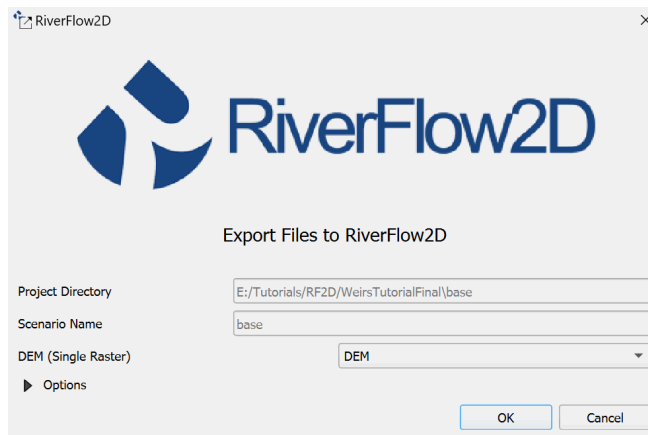 RiverFlow2D
RiverFlow2D
Export Files to RiverFlow2D
Project Directory E:/Tutorials/RF2D/WeirsTutorialFinal\base
Scenario Name base
DEM (Single Raster) DEM
Options
OK Cancel